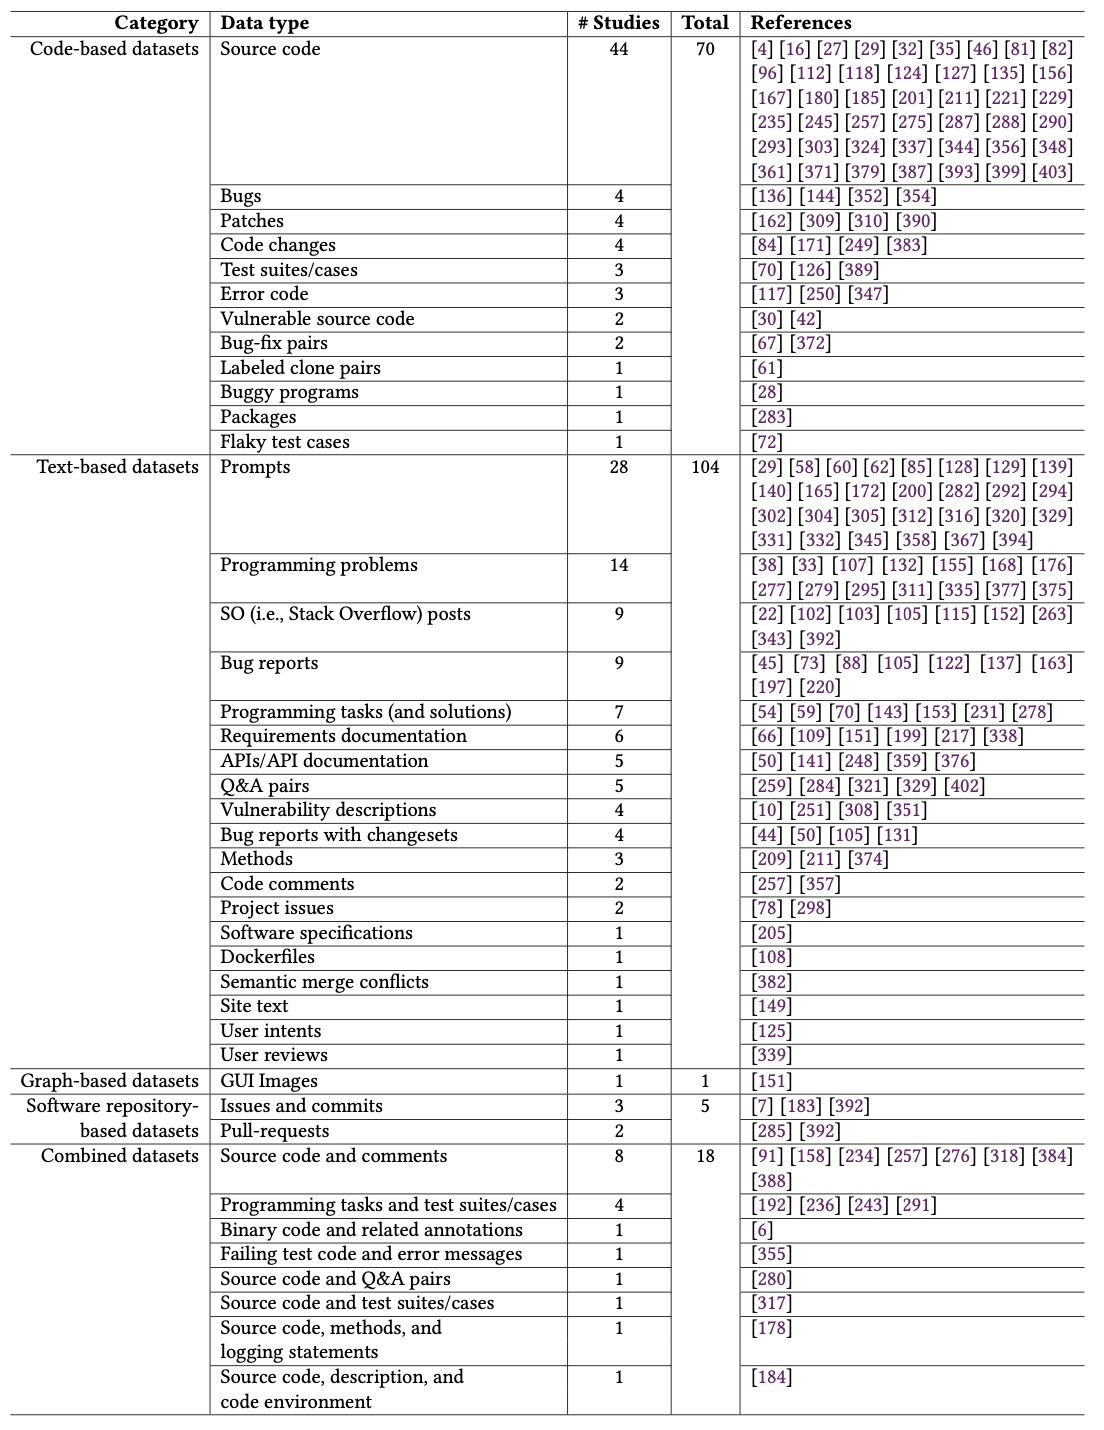 Category Data type # Studies Total References
Code-based datasets Source code 44 70 [4] [16] [27] [29] [32] [35] [46] [81] [82]
[96] [112] [118] [124] [127] [135] [156]
[167] [180] [185] [201] [211] [221] [229]
[235] [245] [257] [275] [287] [288] [290]
[293] [303] [324] [337] [344] [356] [348]
[361] [371] [379] [387] [393] [399] [403]
Bugs 4 [136] [144] [352] [354]
Patches 4 [162] [309] [310] [390]
Code changes 4 [84] [171] [249] [383]
Test suites/cases 3 [70] [126] [389]
Error code 3 [117] [250] [347]
Vulnerable source code 2 [30] [42]
Bug-fix pairs 2 [67] [372]
Labeled clone pairs 1 [61]
Buggy programs 1 [28]
Packages 1 [283]
Flaky test cases 1 [72]
Text-based datasets Prompts 28 104 [29] [58] [60] [62] [85] [128] [129] [139]
[140] [165] [172] [200] [282] [292] [294]
[302] [304] [305] [312] [316] [320] [329]
[331] [332] [345] [358] [367] [394]
Programming problems 14 [38] [33] [107] [132] [155] [168] [176]
[277] [279] [295] [311] [335] [377] [375]
SO (i.e., Stack Overflow) posts 9 [22] [102] [103] [105] [115] [152] [263]
[343] [392]
Bug reports 9 [45] [73] [88] [105] [122] [137] [163]
[197] [220]
Programming tasks (and solutions) 7 [54] [59] [70] [143] [153] [231] [278]
Requirements documentation 6 [66] [109] [151] [199] [217] [338]
APIs/API documentation 5 [50] [141] [248] [359] [376]
Q&A pairs 5 [259] [284] [321] [329] [402]
Vulnerability descriptions 4 [10] [251] [308] [351]
Bug reports with changesets 4 [44] [50] [105] [131]
Methods 3 [209] [211] [374]
Code comments 2 [257] [357]
Project issues 2 [78] [298]
Software specifications 1 [205]
Dockerfiles 1 [108]
Semantic merge conflicts 1 [382]
Site text 1 [149]
User intents 1 [125]
User reviews 1 [339]
Graph-based datasets GUI Images 1 1 [151]
Software repository- Issues and commits 3 5 [7] [183] [392]
based datasets Pull-requests 2 [285] [392]
Combined datasets Source code and comments 8 18 [91] [158] [234] [257] [276] [318] [384]
[388]
Programming tasks and test suites/cases 4 [192] [236] [243] [291]
Binary code and related annotations 1 [6]
Failing test code and error messages 1 [355]
Source code and Q&A pairs 1 [280]
Source code and test suites/cases 1 [317]
Source code, methods, and 1 [178]
logging statements
Source code, description, and 1 [184]
code environment